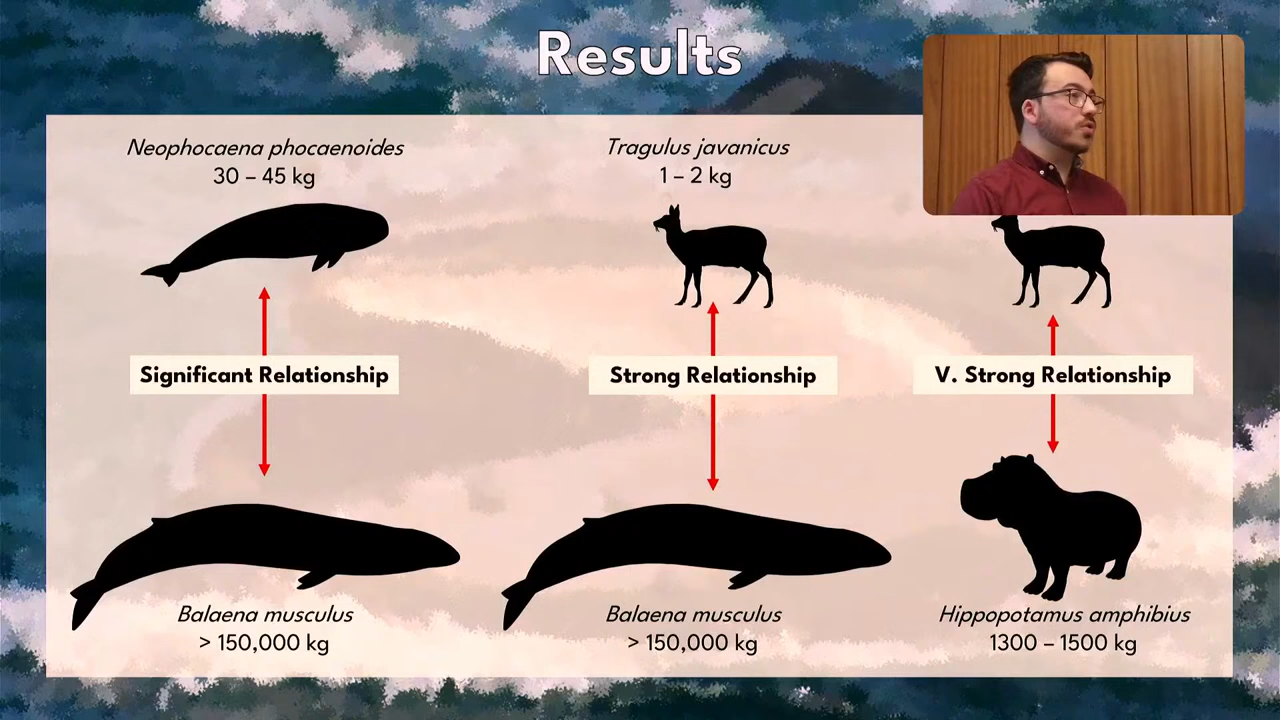 Results
Neophocaena phocaenoides
30 – 45 kg
Tragulus javanicus
1 – 2 kg
Significant Relationship
Strong Relationship
V. Strong Relationship
Balaena musculus
> 150,000 kg
Balaena musculus
> 150,000 kg
Hippopotamus amphibius
1300 – 1500 kg